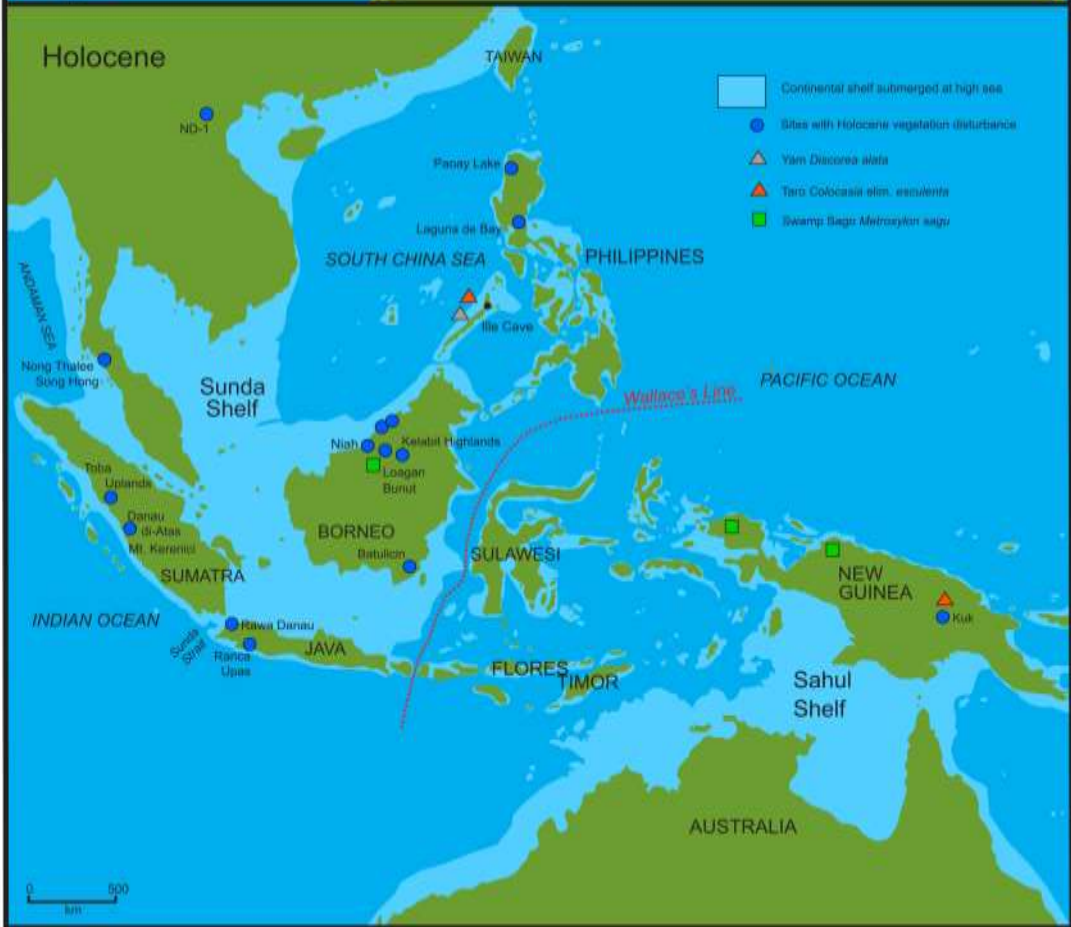 Holocene
TAIWAN
Continental shelf submerged at high sea
Sites with Holocene vegetation disturbance
Yam Discorea alata
Taro Colocasia elim. esculenta
Swamp Sago Metroxylon sagu
ND-1
Paoay Lake
Laguna de Bay
SOUTH CHINA SEA
PHILIPPINES
ANDAMAN SEA
Ille Cave
Nong Thalee
Song Hong
Sunda
Shelf
PACIFIC OCEAN
Wallace's Line
Niah
Kelabit Highlands
Loagan
Bunut
Toba
Uplands
Danau
di-Atas
Mt. Kerenici
BORNEO
Batulicin
SULAWESI
SUMATRA
NEW
GUINEA
Kuk
INDIAN OCEAN
Sunda
Strait
Rawa Danau
Ranca
Upas
JAVA
FLORES
TIMOR
Sahul
Shelf
AUSTRALIA
0 500
km